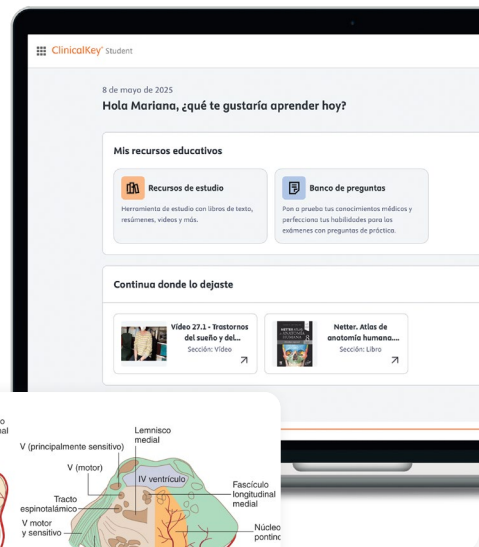 ClinicalKey® Student
8 de mayo de 2025
Hola Mariana, ¿qué te gustaría aprender hoy?
Mis recursos educativos
Recursos de estudio
Herramienta de estudio con libros de texto,
resúmenes, videos y más.
Banco de preguntas
Pon a prueba tus conocimientos médicos y
perfecciona tus habilidades para los
exámenes con preguntas de práctica.
Continua donde lo dejaste
Vídeo 27.1 - Trastornos
del sueño y del...
Sección: Vídeo
Netter. Atlas de
anatomía humana....
Sección: Libro
Lemnisco
medial
V (principalmente sensitivo)
V (motor)
IV ventrículo
Fascículo
longitudinal
medial
Tracto
espinotalámico
V motor
y sensitivo
Núcleo